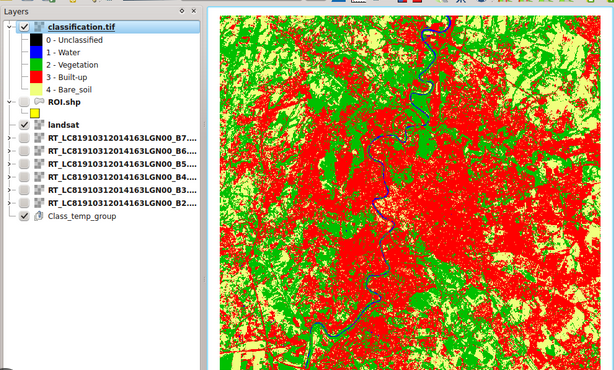 Layers
classification.tif
0 - Unclassified
1 - Water
2 - Vegetation
3 - Built-up
4 - Bare_soil
ROI.shp
landsat
RT_LC81910312014163LGN00_B7....
RT_LC81910312014163LGN00_B6....
RT_LC81910312014163LGN00_B5....
RT_LC81910312014163LGN00_B4....
RT_LC81910312014163LGN00_B3....
RT_LC81910312014163LGN00_B2....
Class_temp_group